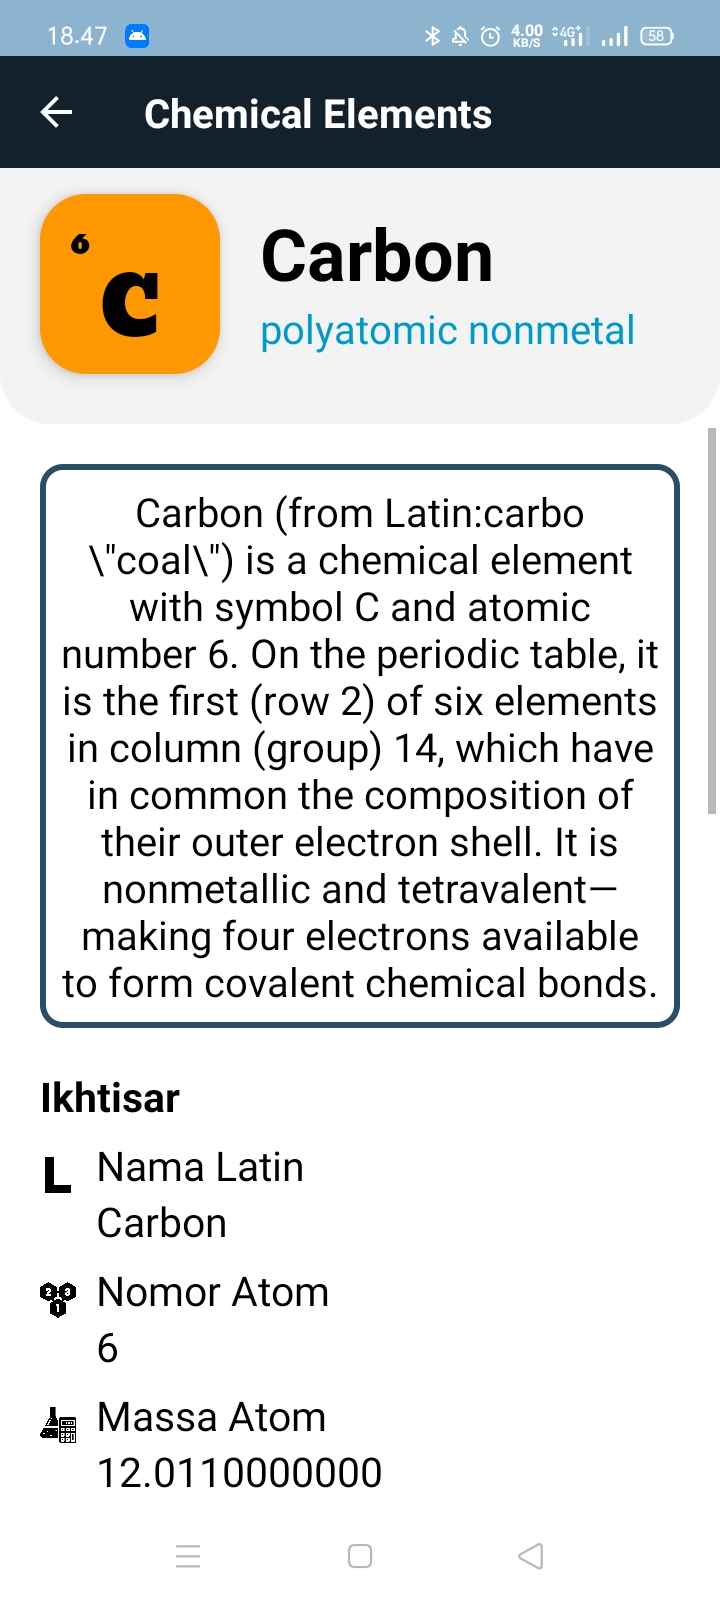 18.47
4.00 KB/S 4G+ 58
Chemical Elements
6
C
Carbon
polyatomic nonmetal
Carbon (from Latin:carbo
\"coal\") is a chemical element
with symbol C and atomic
number 6. On the periodic table, it
is the first (row 2) of six elements
in column (group) 14, which have
in common the composition of
their outer electron shell. It is
nonmetallic and tetravalent—
making four electrons available
to form covalent chemical bonds.
Ikhtisar
L Nama Latin
Carbon
2 3
1
Nomor Atom
6
Massa Atom
12.0110000000